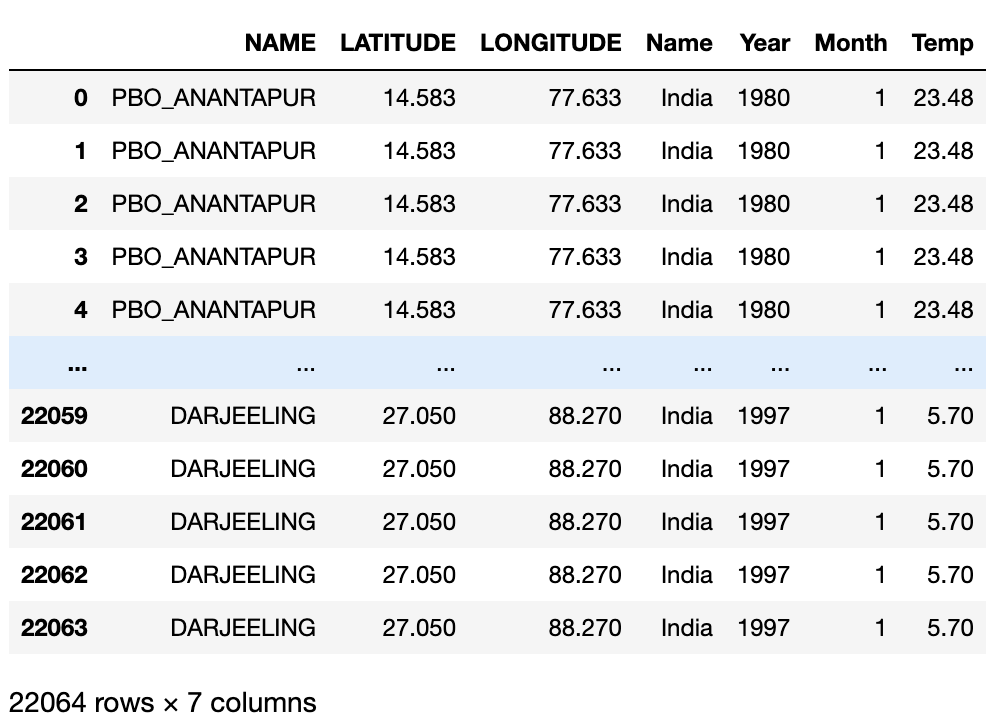 NAME LATITUDE LONGITUDE Name Year Month Temp
0 PBO_ANANTAPUR 14.583 77.633 India 1980 1 23.48
1 PBO_ANANTAPUR 14.583 77.633 India 1980 1 23.48
2 PBO_ANANTAPUR 14.583 77.633 India 1980 1 23.48
3 PBO_ANANTAPUR 14.583 77.633 India 1980 1 23.48
4 PBO_ANANTAPUR 14.583 77.633 India 1980 1 23.48
... ... ... ... ... ... ... ...
22059 DARJEELING 27.050 88.270 India 1997 1 5.70
22060 DARJEELING 27.050 88.270 India 1997 1 5.70
22061 DARJEELING 27.050 88.270 India 1997 1 5.70
22062 DARJEELING 27.050 88.270 India 1997 1 5.70
22063 DARJEELING 27.050 88.270 India 1997 1 5.70
22064 rows × 7 columns